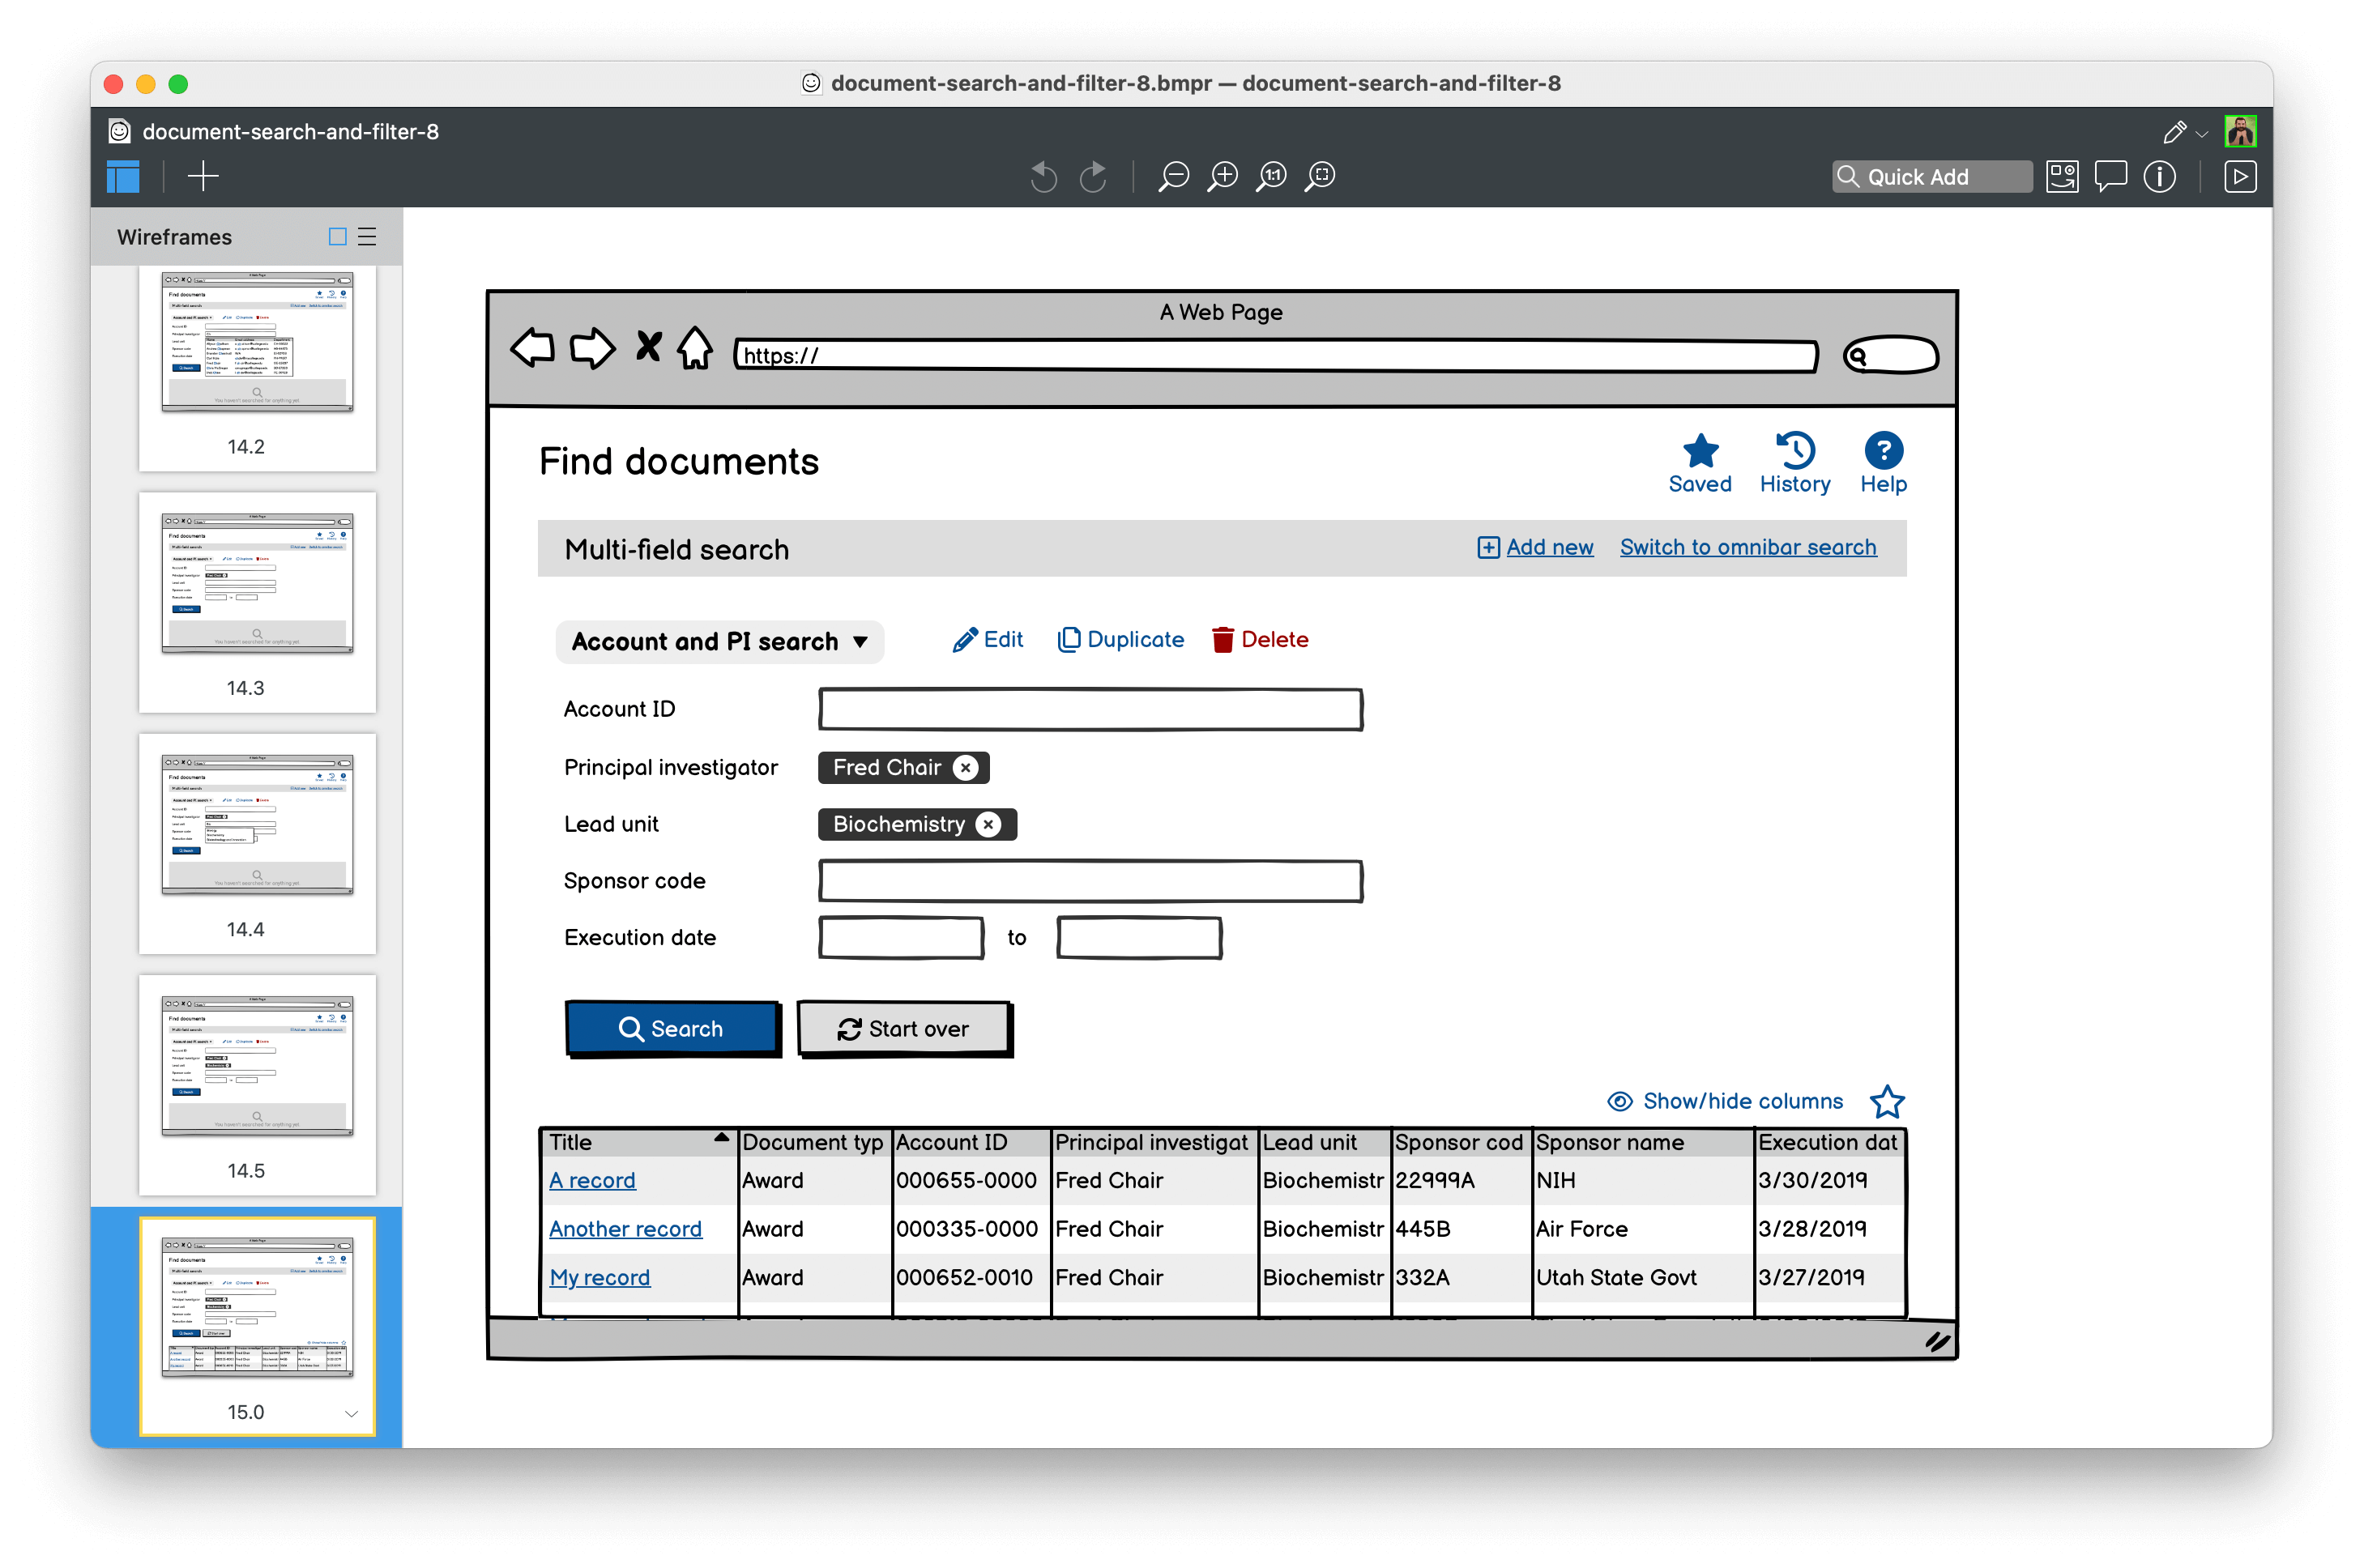 document-search-and-filter-8.bmpr — document-search-and-filter-8
document-search-and-filter-8
1:1
Quick Add
Wireframes
14.2
14.3
14.4
14.5
15.0
A Web Page
https://
Find documents
Saved History Help
Multi-field search Add new Switch to omnibar search
Account and PI search Edit Duplicate Delete
Account ID
Principal investigator Fred Chair
Lead unit Biochemistry
Sponsor code
Execution date to
Search Start over
Show/hide columns
Title Document typ Account ID Principal investigat Lead unit Sponsor cod Sponsor name Execution dat
A record Award 000655-0000 Fred Chair Biochemistr 22999A NIH 3/30/2019
Another record Award 000335-0000 Fred Chair Biochemistr 445B Air Force 3/28/2019
My record Award 000652-0010 Fred Chair Biochemistr 332A Utah State Govt 3/27/2019